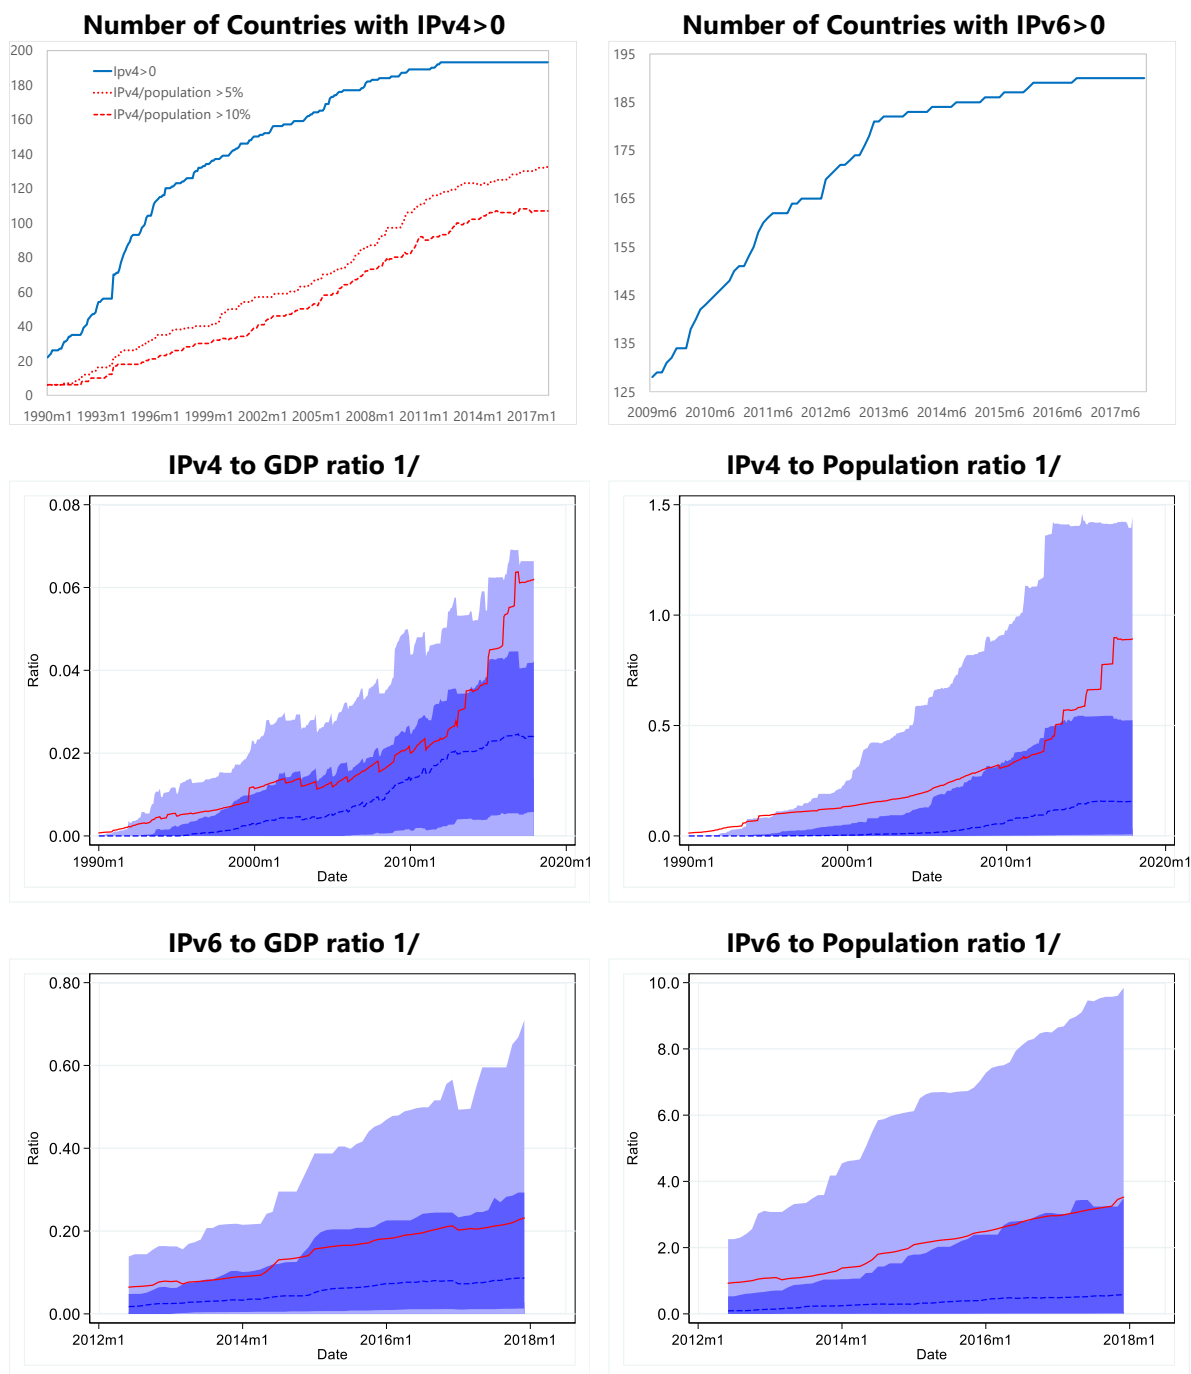 Number of Countries with IPv4>0
200
180
160
140
120
100
80
60
40
20
0
Ipv4>0
IPv4/population >5%
IPv4/population >10%
1990m1 1993m1 1996m1 1999m1 2002m1 2005m1 2008m1 2011m1 2014m1 2017m1
Number of Countries with IPv6>0
195
185
175
165
155
145
135
125
2009m6 2010m6 2011m6 2012m6 2013m6 2014m6 2015m6 2016m6 2017m6
IPv4 to GDP ratio 1/
0.08
0.06
0.04
0.02
0.00
Ratio
1990m1 2000m1 2010m1 2020m1
Date
IPv4 to Population ratio 1/
1.5
1.0
0.5
0.0
Ratio
1990m1 2000m1 2010m1 2020m1
Date
IPv6 to GDP ratio 1/
0.80
0.60
0.40
0.20
0.00
Ratio
2012m1 2014m1 2016m1 2018m1
Date
IPv6 to Population ratio 1/
10.0
8.0
6.0
4.0
2.0
0.0
Ratio
2012m1 2014m1 2016m1 2018m1
Date